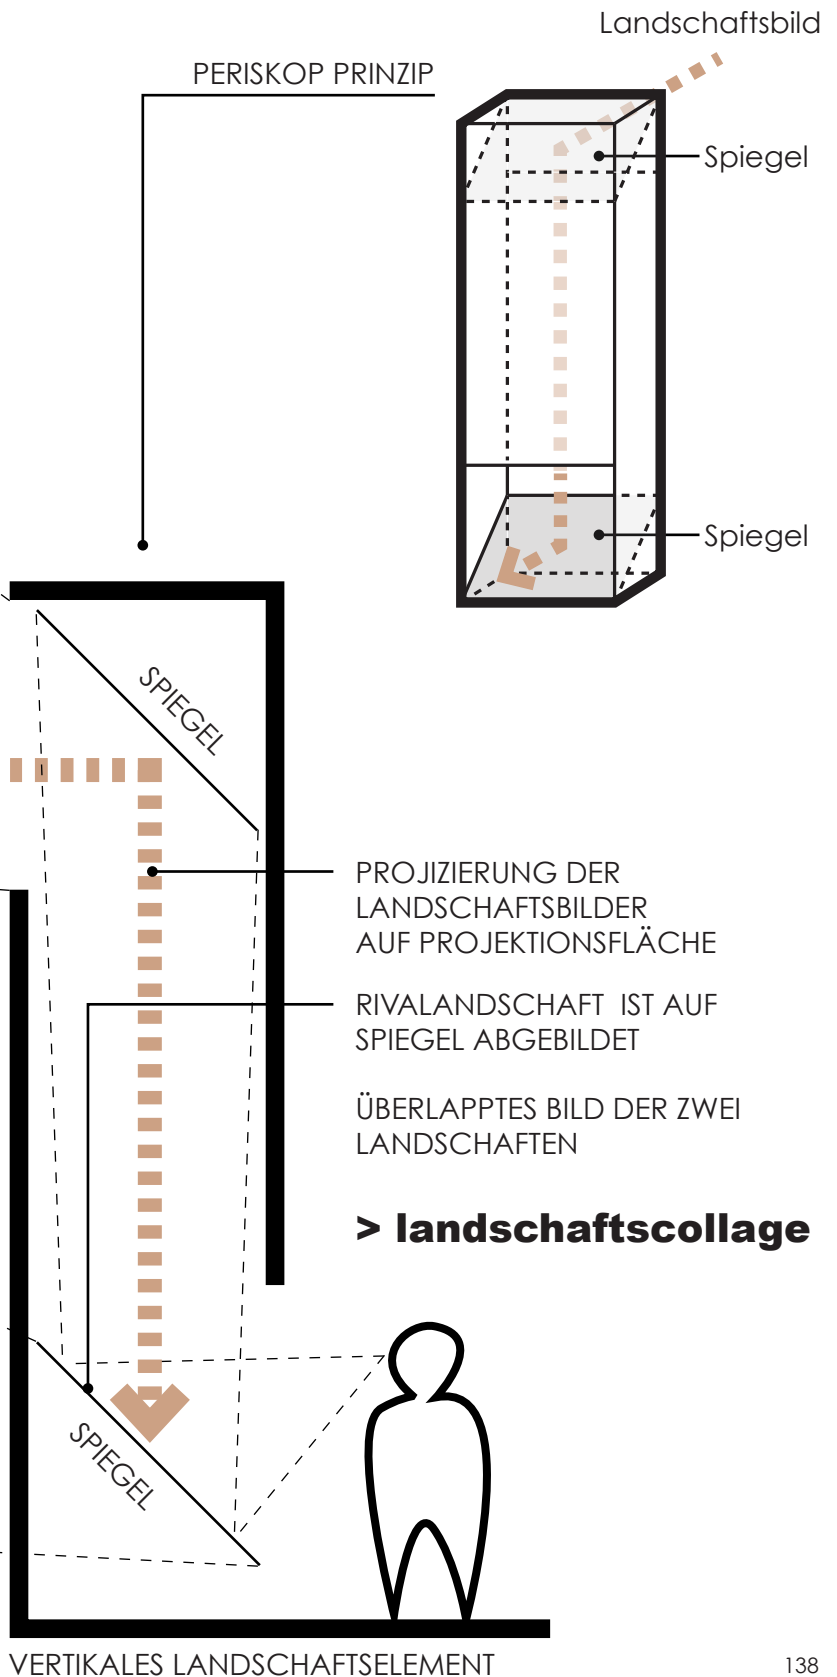 Landschaftsbild
PERISKOP PRINZIP
Spiegel
Spiegel
SPIEGEL
PROJIZIERUNG DER
LANDSCHAFTSBILDER
AUF PROJEKTIONSFLÄCHE
RIVALANDSCHAFT IST AUF
SPIEGEL ABGEBILDET
ÜBERLAPPTES BILD DER ZWEI
LANDSCHAFTEN
> landschaftscollage
SPIEGEL
VERTIKALES LANDSCHAFTSELEMENT
138